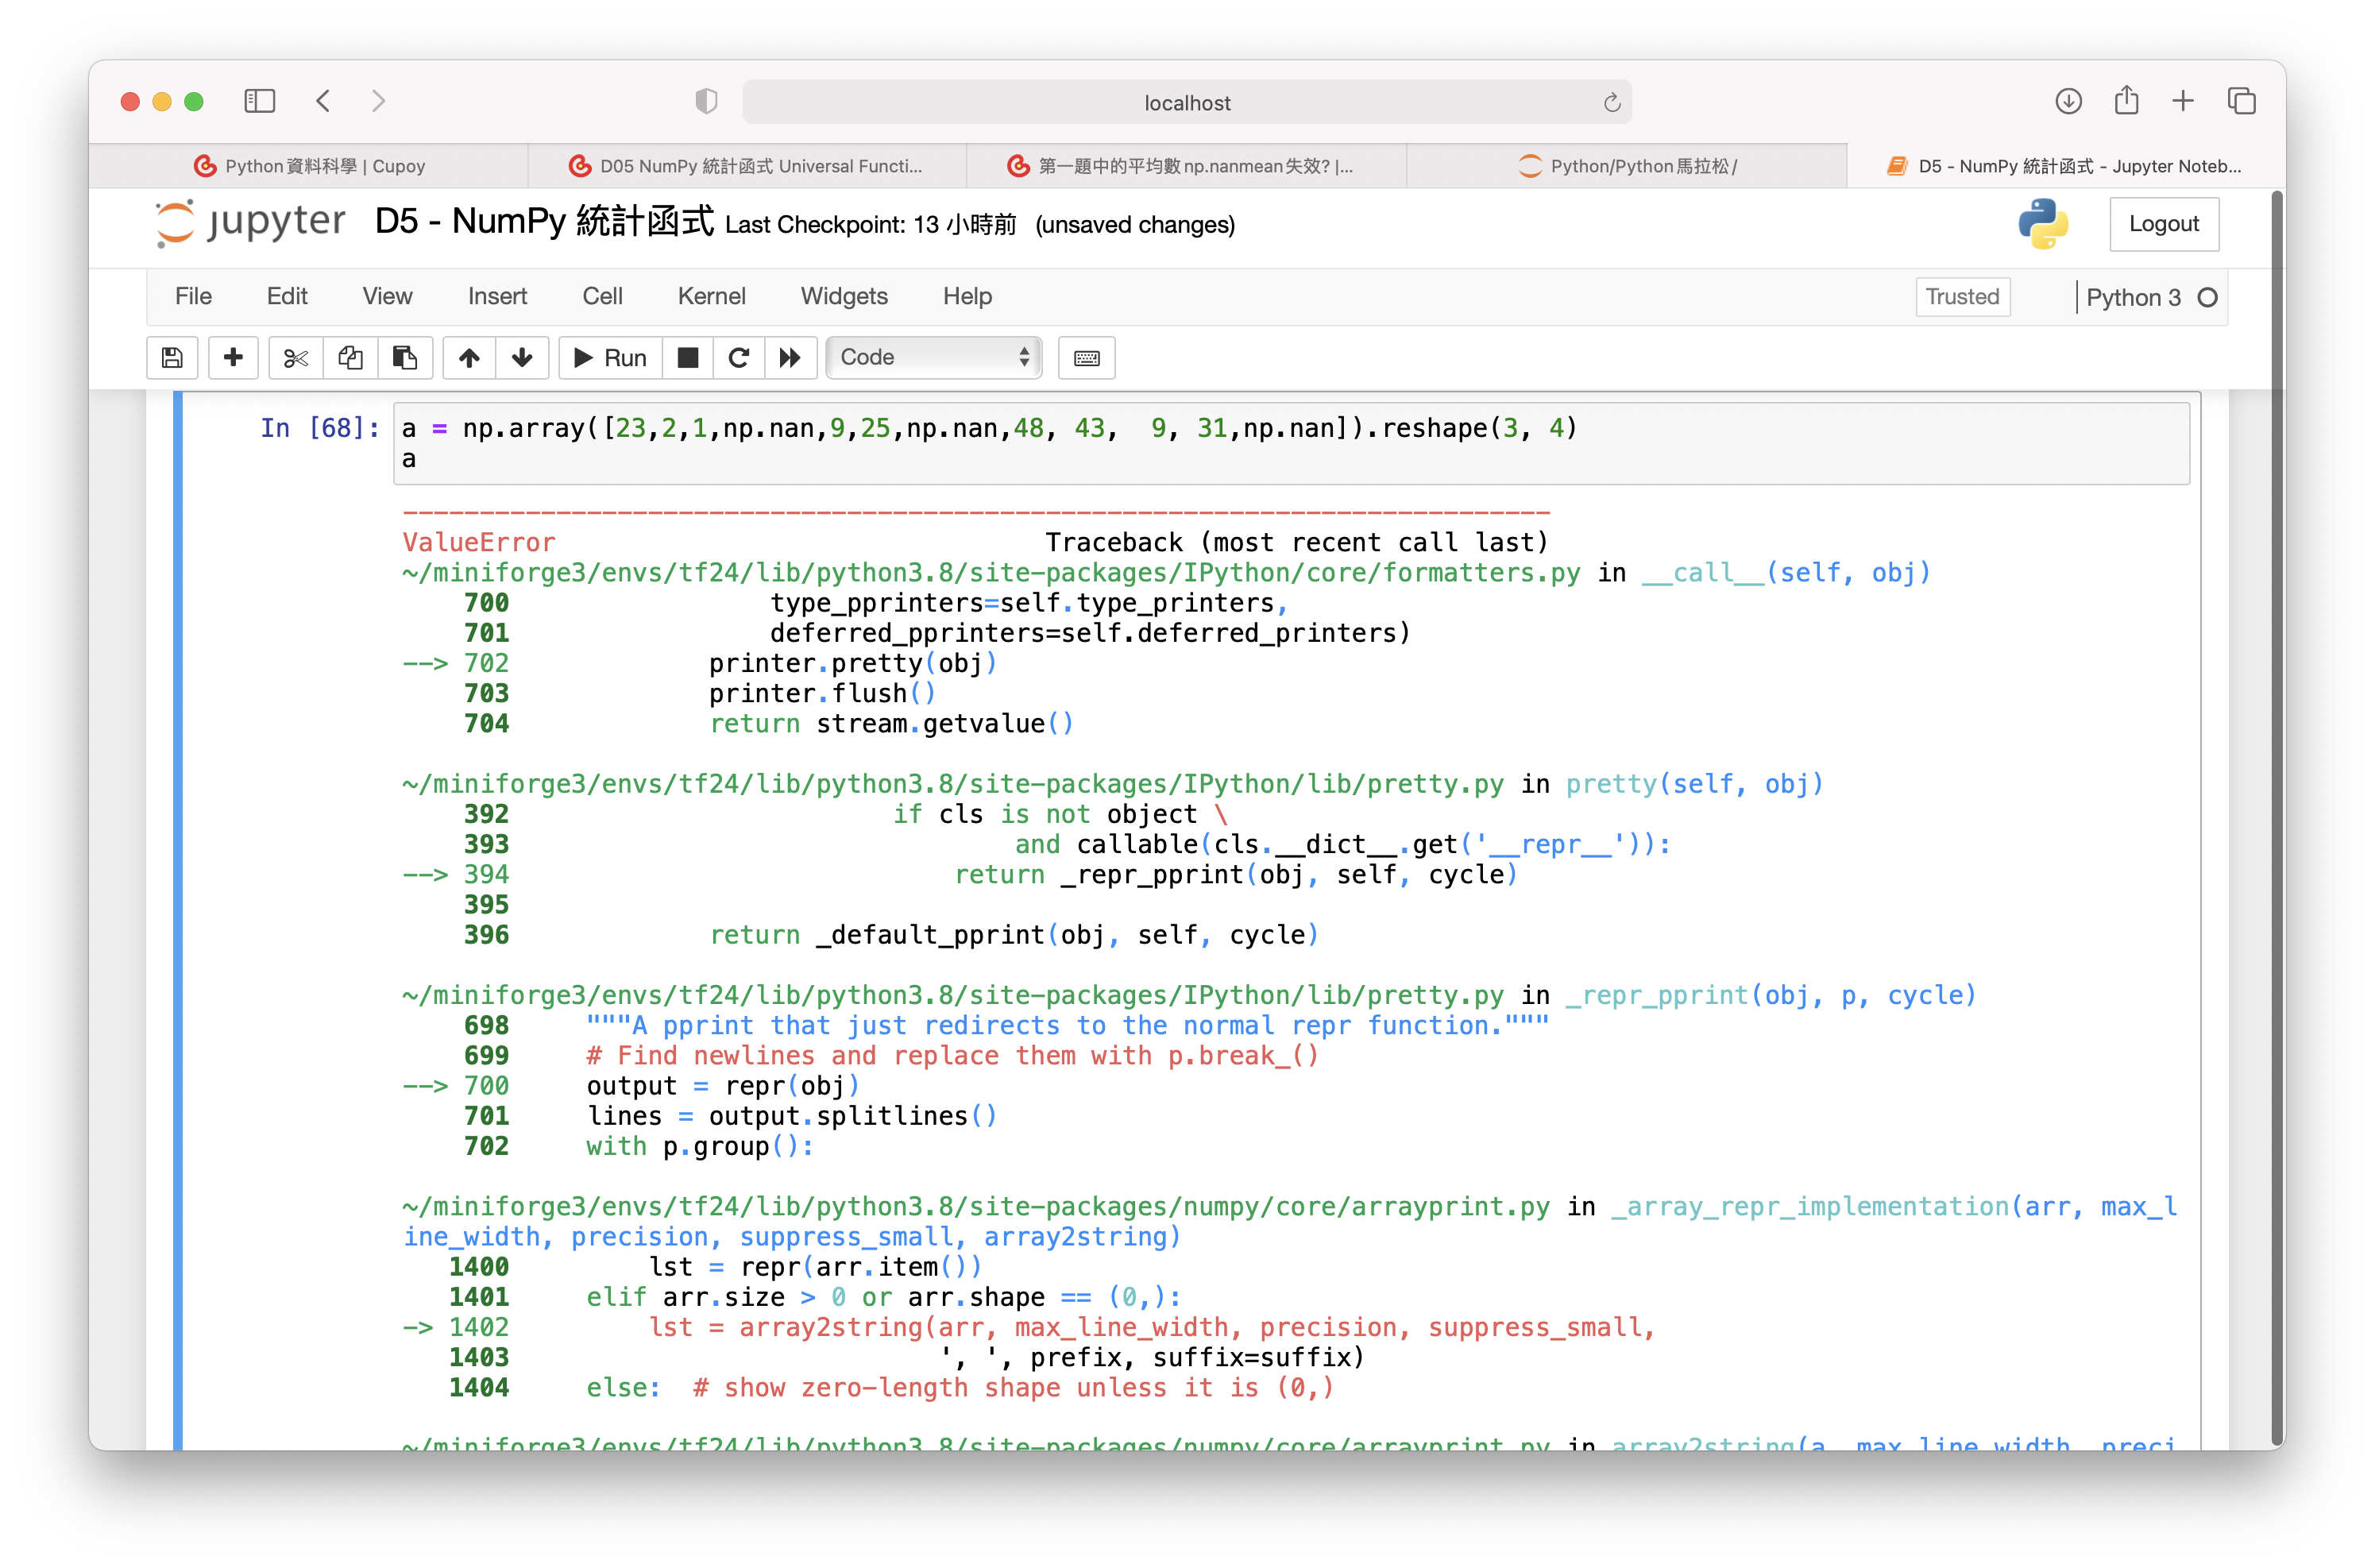 localhost
Python 資料科學 | Cupoy
D05 NumPy 統計函式 Universal Functi...
第一題中的平均數 np.nanmean 失效? |...
Python/Python 馬拉松/
D5 - NumPy 統計函式 - Jupyter Noteb...
jupyter D5 - NumPy 統計函式 Last Checkpoint: 13 小時前 (unsaved changes)
Logout
File Edit View Insert Cell Kernel Widgets Help
Trusted
Python 3
Run
Code
In [68]: a = np.array([23,2,1,np.nan,9,25,np.nan,48, 43,  9, 31,np.nan]).reshape(3, 4)
a
---------------------------------------------------------------------------
ValueError                                Traceback (most recent call last)
~/miniforge3/envs/tf24/lib/python3.8/site-packages/IPython/core/formatters.py in __call__(self, obj)
    700                 type_pprinters=self.type_printers,
    701                 deferred_pprinters=self.deferred_printers)
--> 702             printer.pretty(obj)
    703             printer.flush()
    704             return stream.getvalue()
~/miniforge3/envs/tf24/lib/python3.8/site-packages/IPython/lib/pretty.py in pretty(self, obj)
    392                         if cls is not object \
    393                                 and callable(cls.__dict__.get('__repr__')):
--> 394                             return _repr_pprint(obj, self, cycle)
    395
    396             return _default_pprint(obj, self, cycle)
~/miniforge3/envs/tf24/lib/python3.8/site-packages/IPython/lib/pretty.py in _repr_pprint(obj, p, cycle)
    698     """A pprint that just redirects to the normal repr function."""
    699     # Find newlines and replace them with p.break_()
--> 700     output = repr(obj)
    701     lines = output.splitlines()
    702     with p.group():
~/miniforge3/envs/tf24/lib/python3.8/site-packages/numpy/core/arrayprint.py in _array_repr_implementation(arr, max_l
ine_width, precision, suppress_small, array2string)
   1400         lst = repr(arr.item())
   1401     elif arr.size > 0 or arr.shape == (0,):
-> 1402         lst = array2string(arr, max_line_width, precision, suppress_small,
   1403                            ', ', prefix, suffix=suffix)
   1404     else:  # show zero-length shape unless it is (0,)
~/miniforge3/envs/tf24/lib/python3.8/site-packages/numpy/core/arrayprint.py in array2string(a, max_line_width, preci